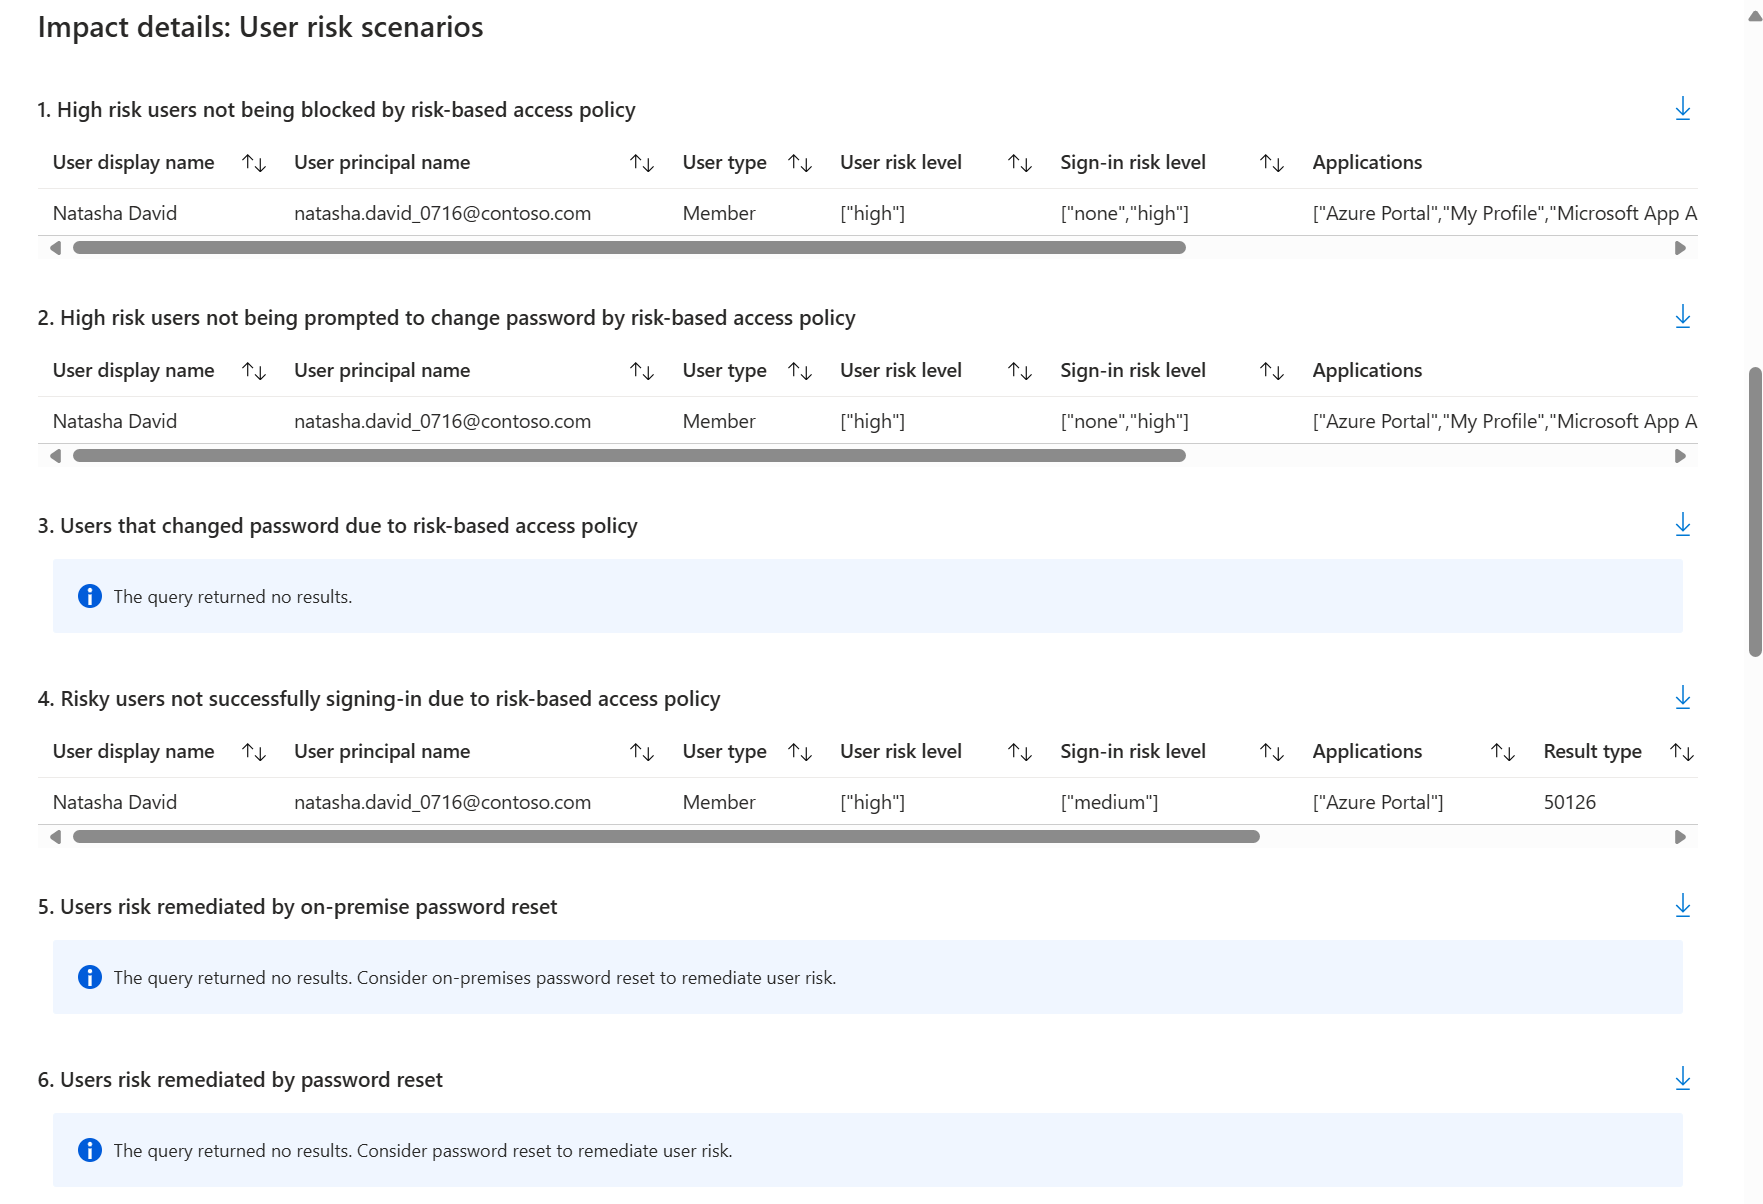 Impact details: User risk scenarios
1. High risk users not being blocked by risk-based access policy
User display name User principal name User type User risk level Sign-in risk level Applications
Natasha David natasha.david_0716@contoso.com Member ["high"] ["none","high"] ["Azure Portal","My Profile","Microsoft App A
2. High risk users not being prompted to change password by risk-based access policy
User display name User principal name User type User risk level Sign-in risk level Applications
Natasha David natasha.david_0716@contoso.com Member ["high"] ["none","high"] ["Azure Portal","My Profile","Microsoft App A
3. Users that changed password due to risk-based access policy
The query returned no results.
4. Risky users not successfully signing-in due to risk-based access policy
User display name User principal name User type User risk level Sign-in risk level Applications Result type
Natasha David natasha.david_0716@contoso.com Member ["high"] ["medium"] ["Azure Portal"] 50126
5. Users risk remediated by on-premise password reset
The query returned no results. Consider on-premises password reset to remediate user risk.
6. Users risk remediated by password reset
The query returned no results. Consider password reset to remediate user risk.